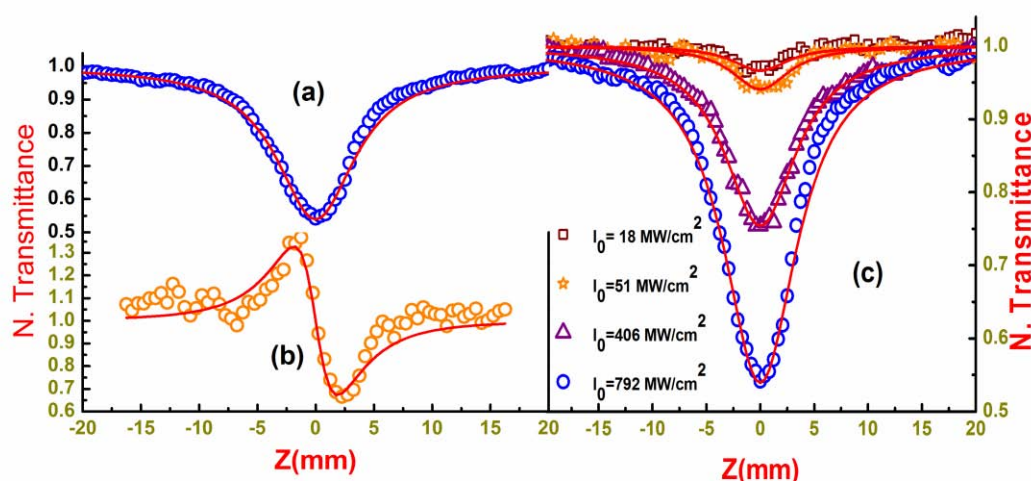 (a)
1.0
0.9
0.8
0.7
0.6
0.5
1.3
1.2
1.1
1.0
0.9
0.8
0.7
0.6
N. Transmittance
(b)
-20 -15 -10 -5 0 5 10 15 20
Z(mm)
(c)
I0= 18 MW/cm2
I0=51 MW/cm2
I0=406 MW/cm2
I0=792 MW/cm2
-15 -10 -5 0 5 10 15 20
Z(mm)
1.0
0.9
0.8
0.7
0.6
0.5
N. Transmittance